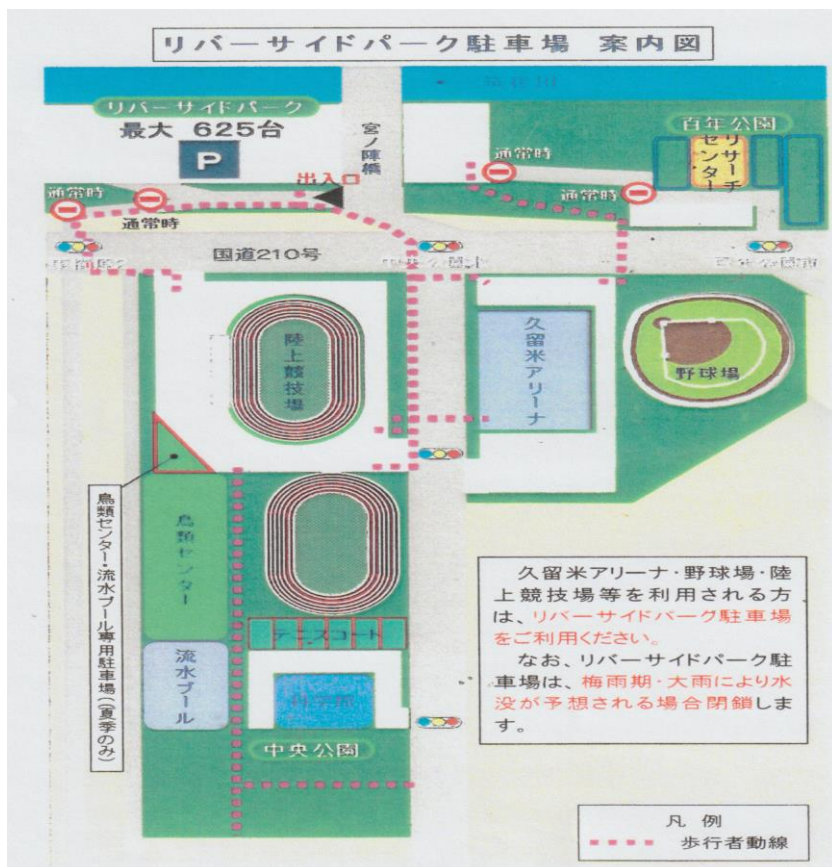 リバーサイドパーク駐車場 案内図
リバーサイドパーク
最大 625台
P
宮ノ陣橋
百年公園
リサーチ
センター
通常時
通常時
出入口
通常時
通常時
国道210号
陸上競技場
久留米アリーナ
野球場
鳥類センター・流水プール専用駐車場((夏季のみ)
鳥類センター
テニスコート
流水プール
中央公園
久留米アリーナ・野球場・陸
上競技場等を利用される方
は、リバーサイドバーグ駐車場
をご利用ください。
なお、リバーサイドパーク駐
車場は、梅雨期・大雨により水
没が予想される場合閉鎖しま
す。
凡 例
歩行者動線